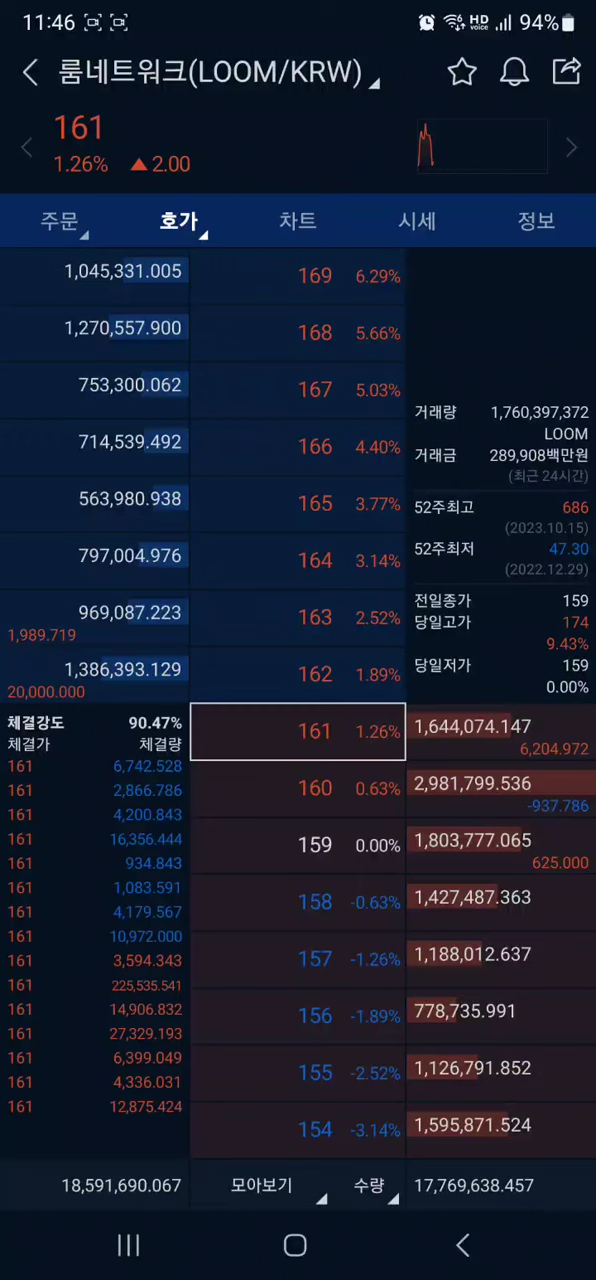 11:46 HD voice 94%
룸네트워크(LOOM/KRW)
161
1.26% ▲2.00
주문 호가 차트 시세 정보
1,045,331.005 169 6.29%
1,270,557.900 168 5.66%
753,300.062 167 5.03%
거래량 1,760,397,372
LOOM
714,539.492 166 4.40%
거래금 289,908백만원
(최근 24시간)
563,980.938 165 3.77%
52주최고 686
(2023.10.15)
797,004.976 164 3.14%
52주최저 47.30
(2022.12.29)
969,087.223 163 2.52%
1,989.719
전일종가 159
당일고가 174
9.43%
1,386,393.129 162 1.89%
20,000.000
당일저가 159
0.00%
체결강도 90.47%
체결가 체결량
161 1.26% 1,644,074.147
6,204.972
161 6,742.528
161 2,866.786
161 4,200.843
161 16,356.444
161 934.843
161 1,083.591
161 4,179.567
161 10,972.000
161 3,594.343
161 225,535.541
161 14,906.832
161 27,329.193
161 6,399.049
161 4,336.031
161 12,875.424
160 0.63% 2,981,799.536
-937.786
159 0.00% 1,803,777.065
625.000
158 -0.63% 1,427,487.363
157 -1.26% 1,188,012.637
156 -1.89% 778,735.991
155 -2.52% 1,126,791.852
154 -3.14% 1,595,871.524
18,591,690.067 모아보기 수량 17,769,638.457